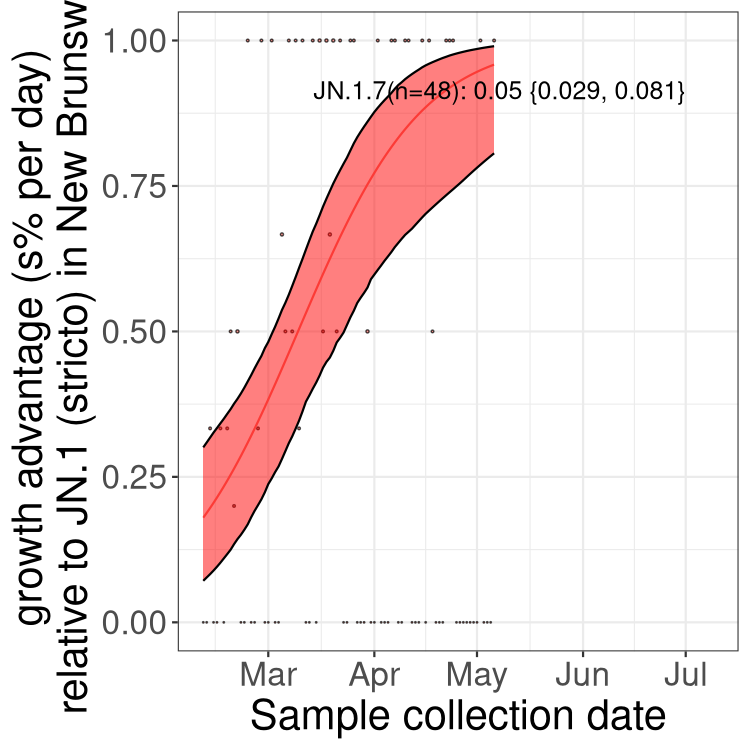 growth advantage (s% per day)
relative to JN.1 (stricto) in New Brunsw
1.00
0.75
0.50
0.25
0.00
JN.1.7(n=48): 0.05 {0.029, 0.081}
Mar Apr May Jun Jul
Sample collection date